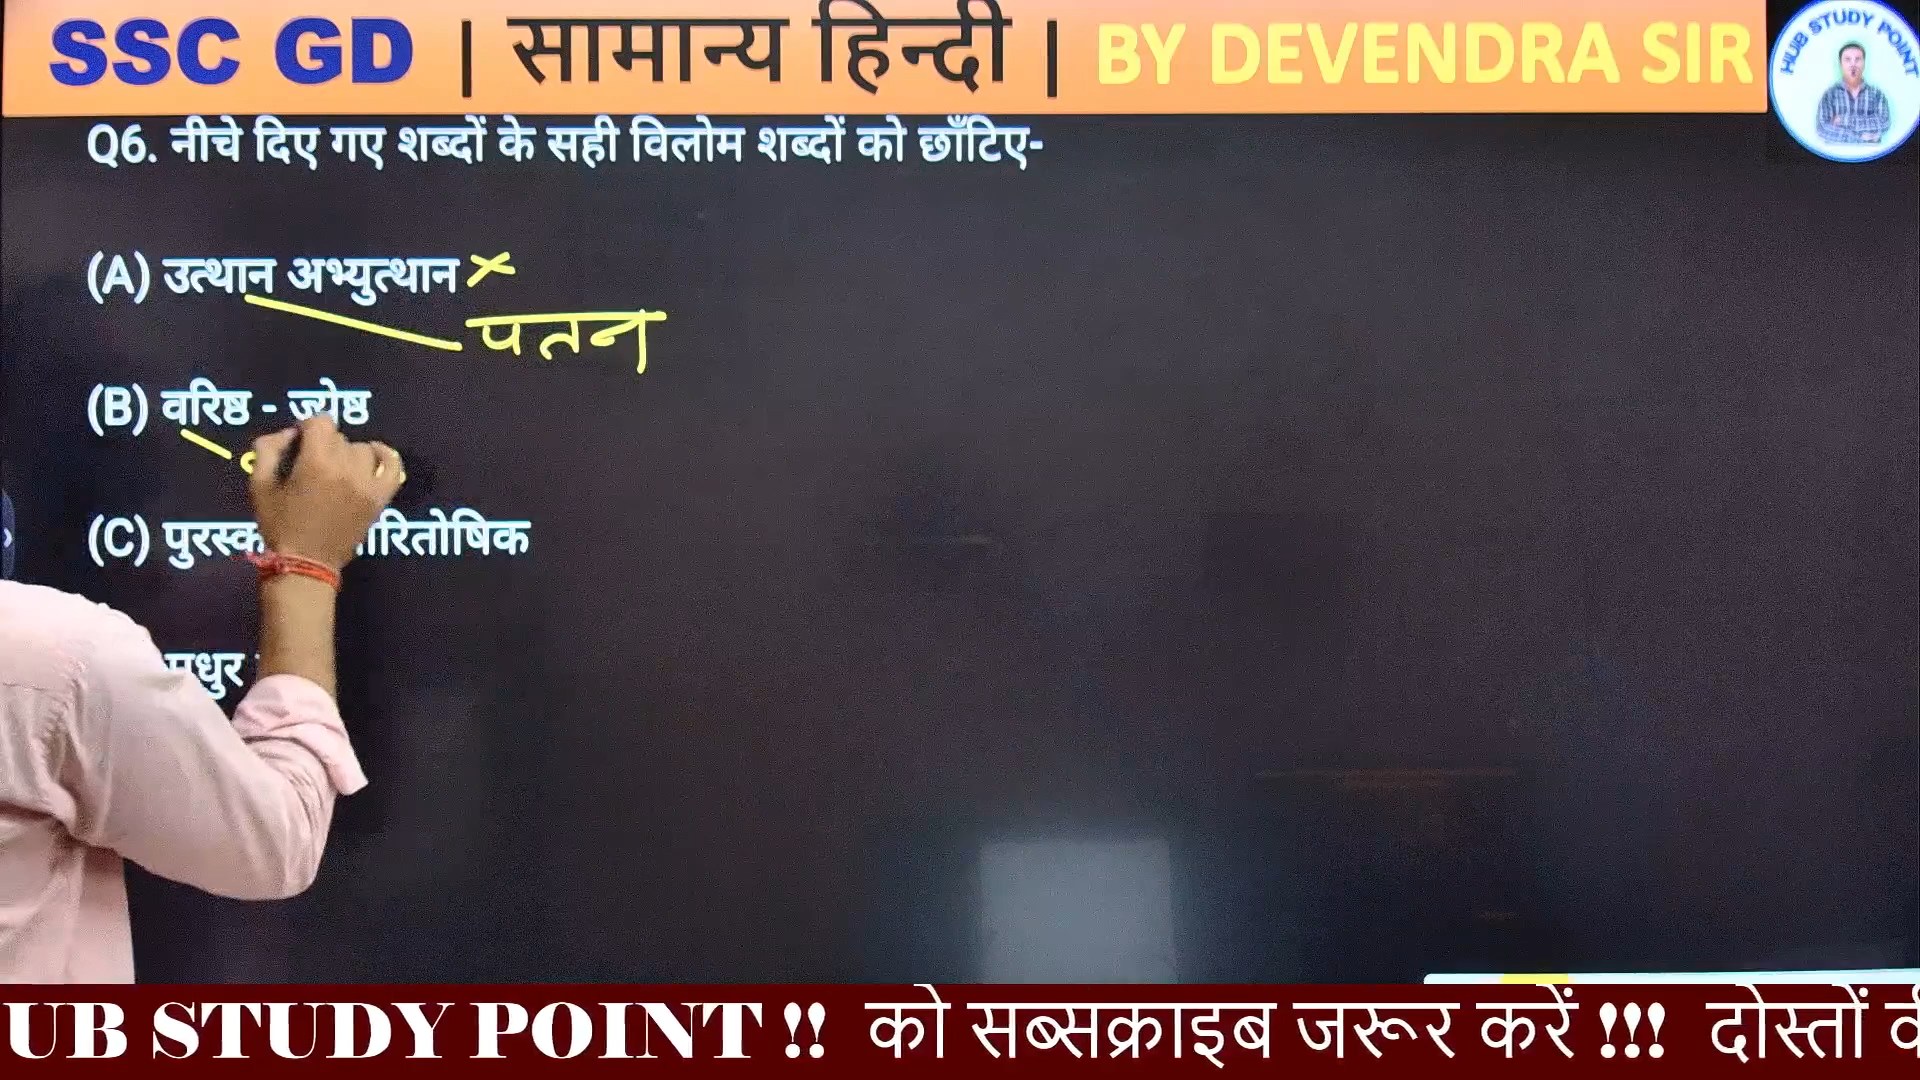 SSC GD | सामान्य हिन्दी | BY DEVENDRA SIR
HUB STUDY POINT
Q6. नीचे दिए गए शब्दों के सही विलोम शब्दों को छाँटिए-
(A) उत्थान अभ्युत्थान ×
पतन
(B) वरिष्ठ - ज्येष्ठ
(C)
मधुर
UB STUDY POINT !! को सब्सक्राइब जरूर करें !!! दोस्तों